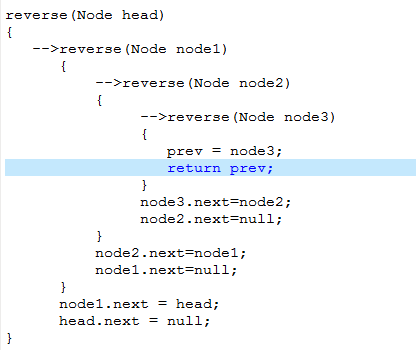 reverse(Node head)
{
-->reverse(Node node1)
{
-->reverse(Node node2)
{
-->reverse(Node node3)
{
prev = node3;
return prev;
}
node3.next=node2;
node2.next=null;
}
node2.next=node1;
node1.next=null;
}
node1.next = head;
head.next = null;
}